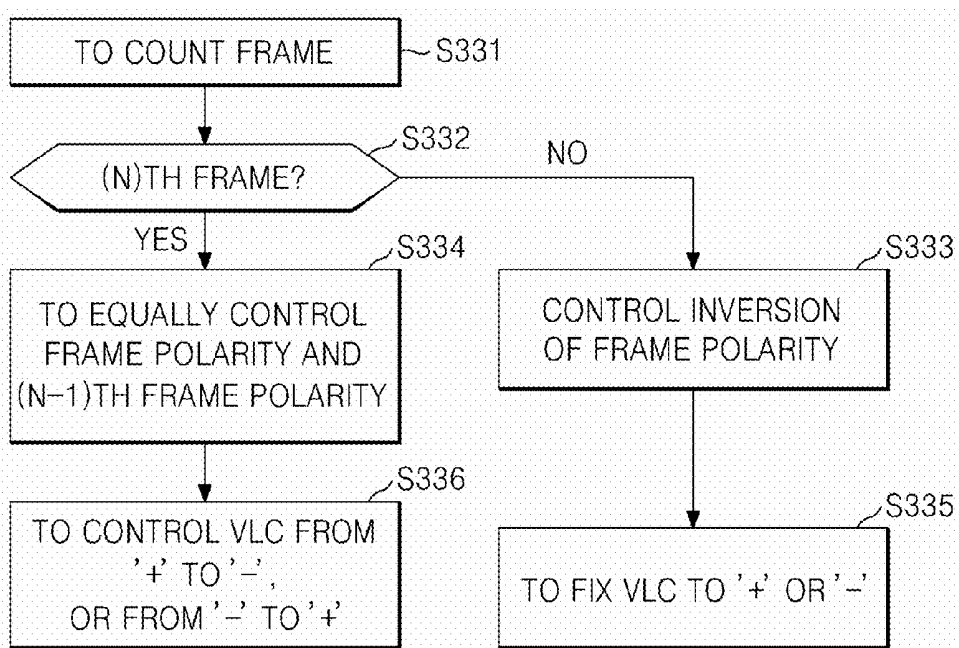 TO COUNT FRAME
S331
(N)TH FRAME?
S332
NO
YES
S334
TO EQUALLY CONTROL
FRAME POLARITY AND
(N-1)TH FRAME POLARITY
S333
CONTROL INVERSION
OF FRAME POLARITY
S336
TO CONTROL VLC FROM
'+' TO '-',
OR FROM '-' TO '+'
S335
TO FIX VLC TO '+' OR '-'